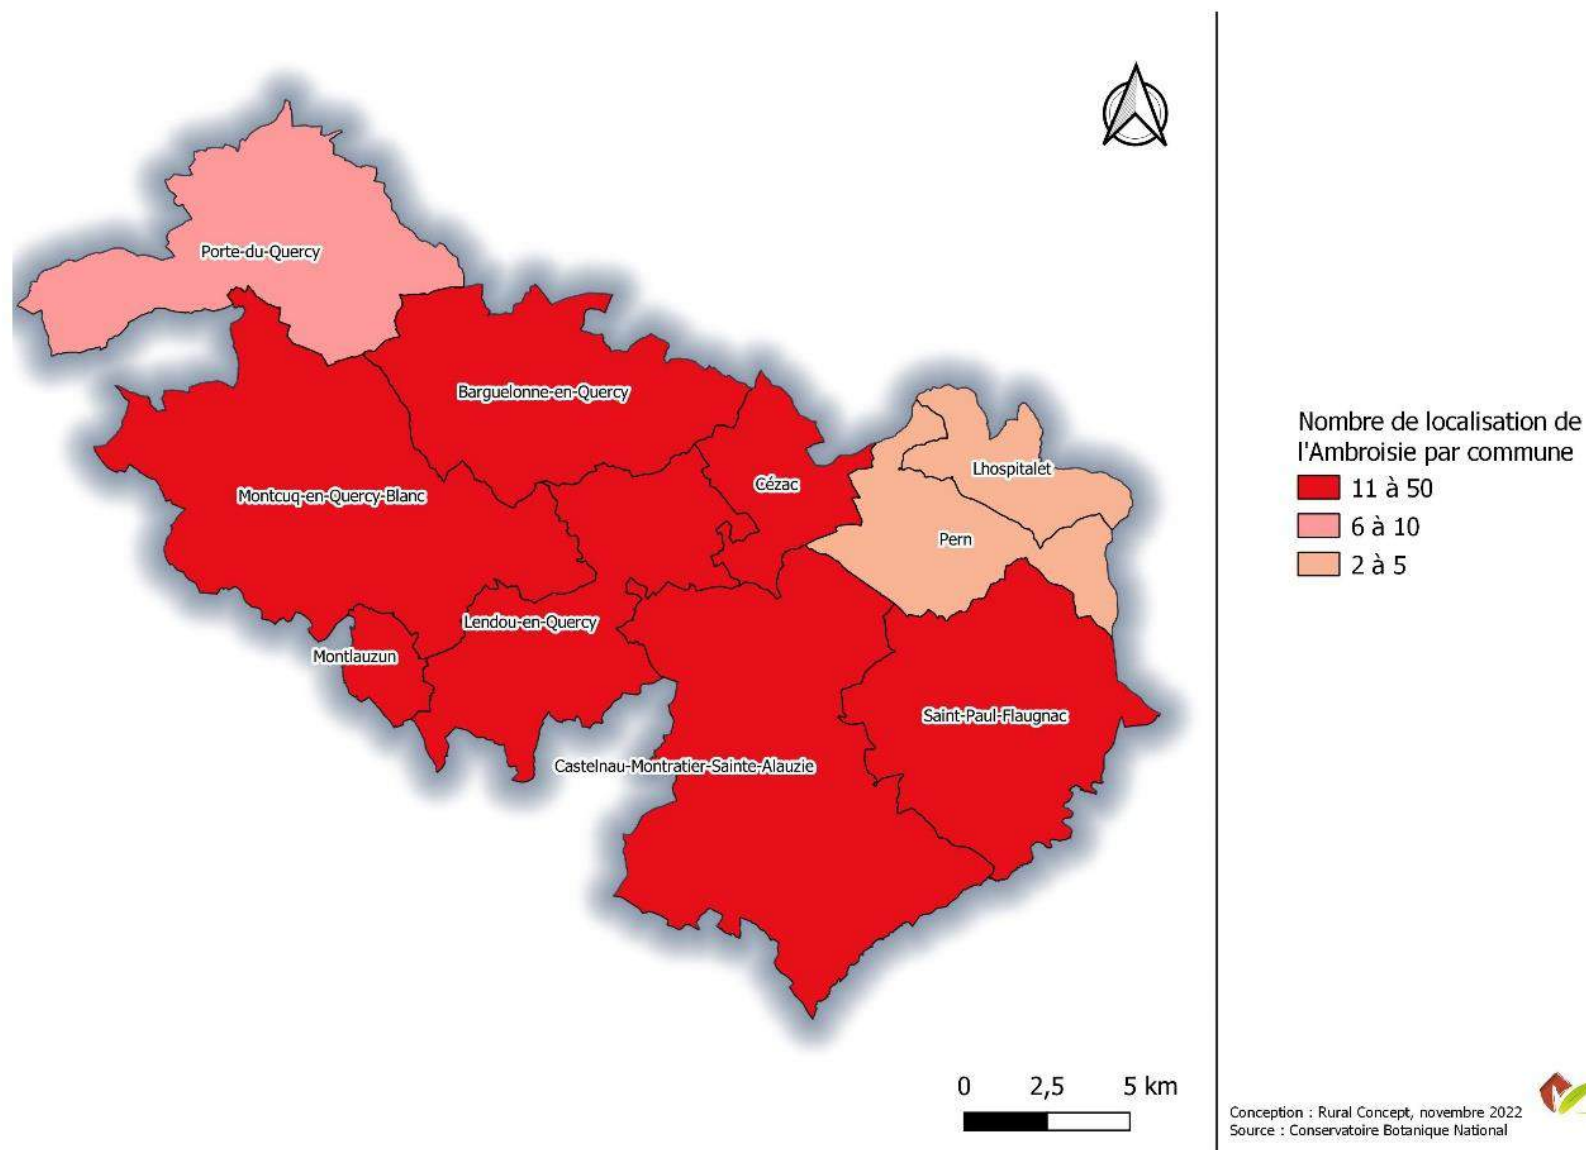 Porte-du-Quercy
Barguelonne-en-Quercy
Lhospitalet
Cézac
Montcuq-en-Quercy-Blanc
Pern
Lendou-en-Quercy
Montlauzun
Saint-Paul-Flaugnac
Castelnau-Montratier-Sainte-Alauzie
0 2,5 5 km
Nombre de localisation de
l'Ambroisie par commune
11 à 50
6 à 10
2 à 5
Conception : Rural Concept, novembre 2022
Source : Conservatoire Botanique National